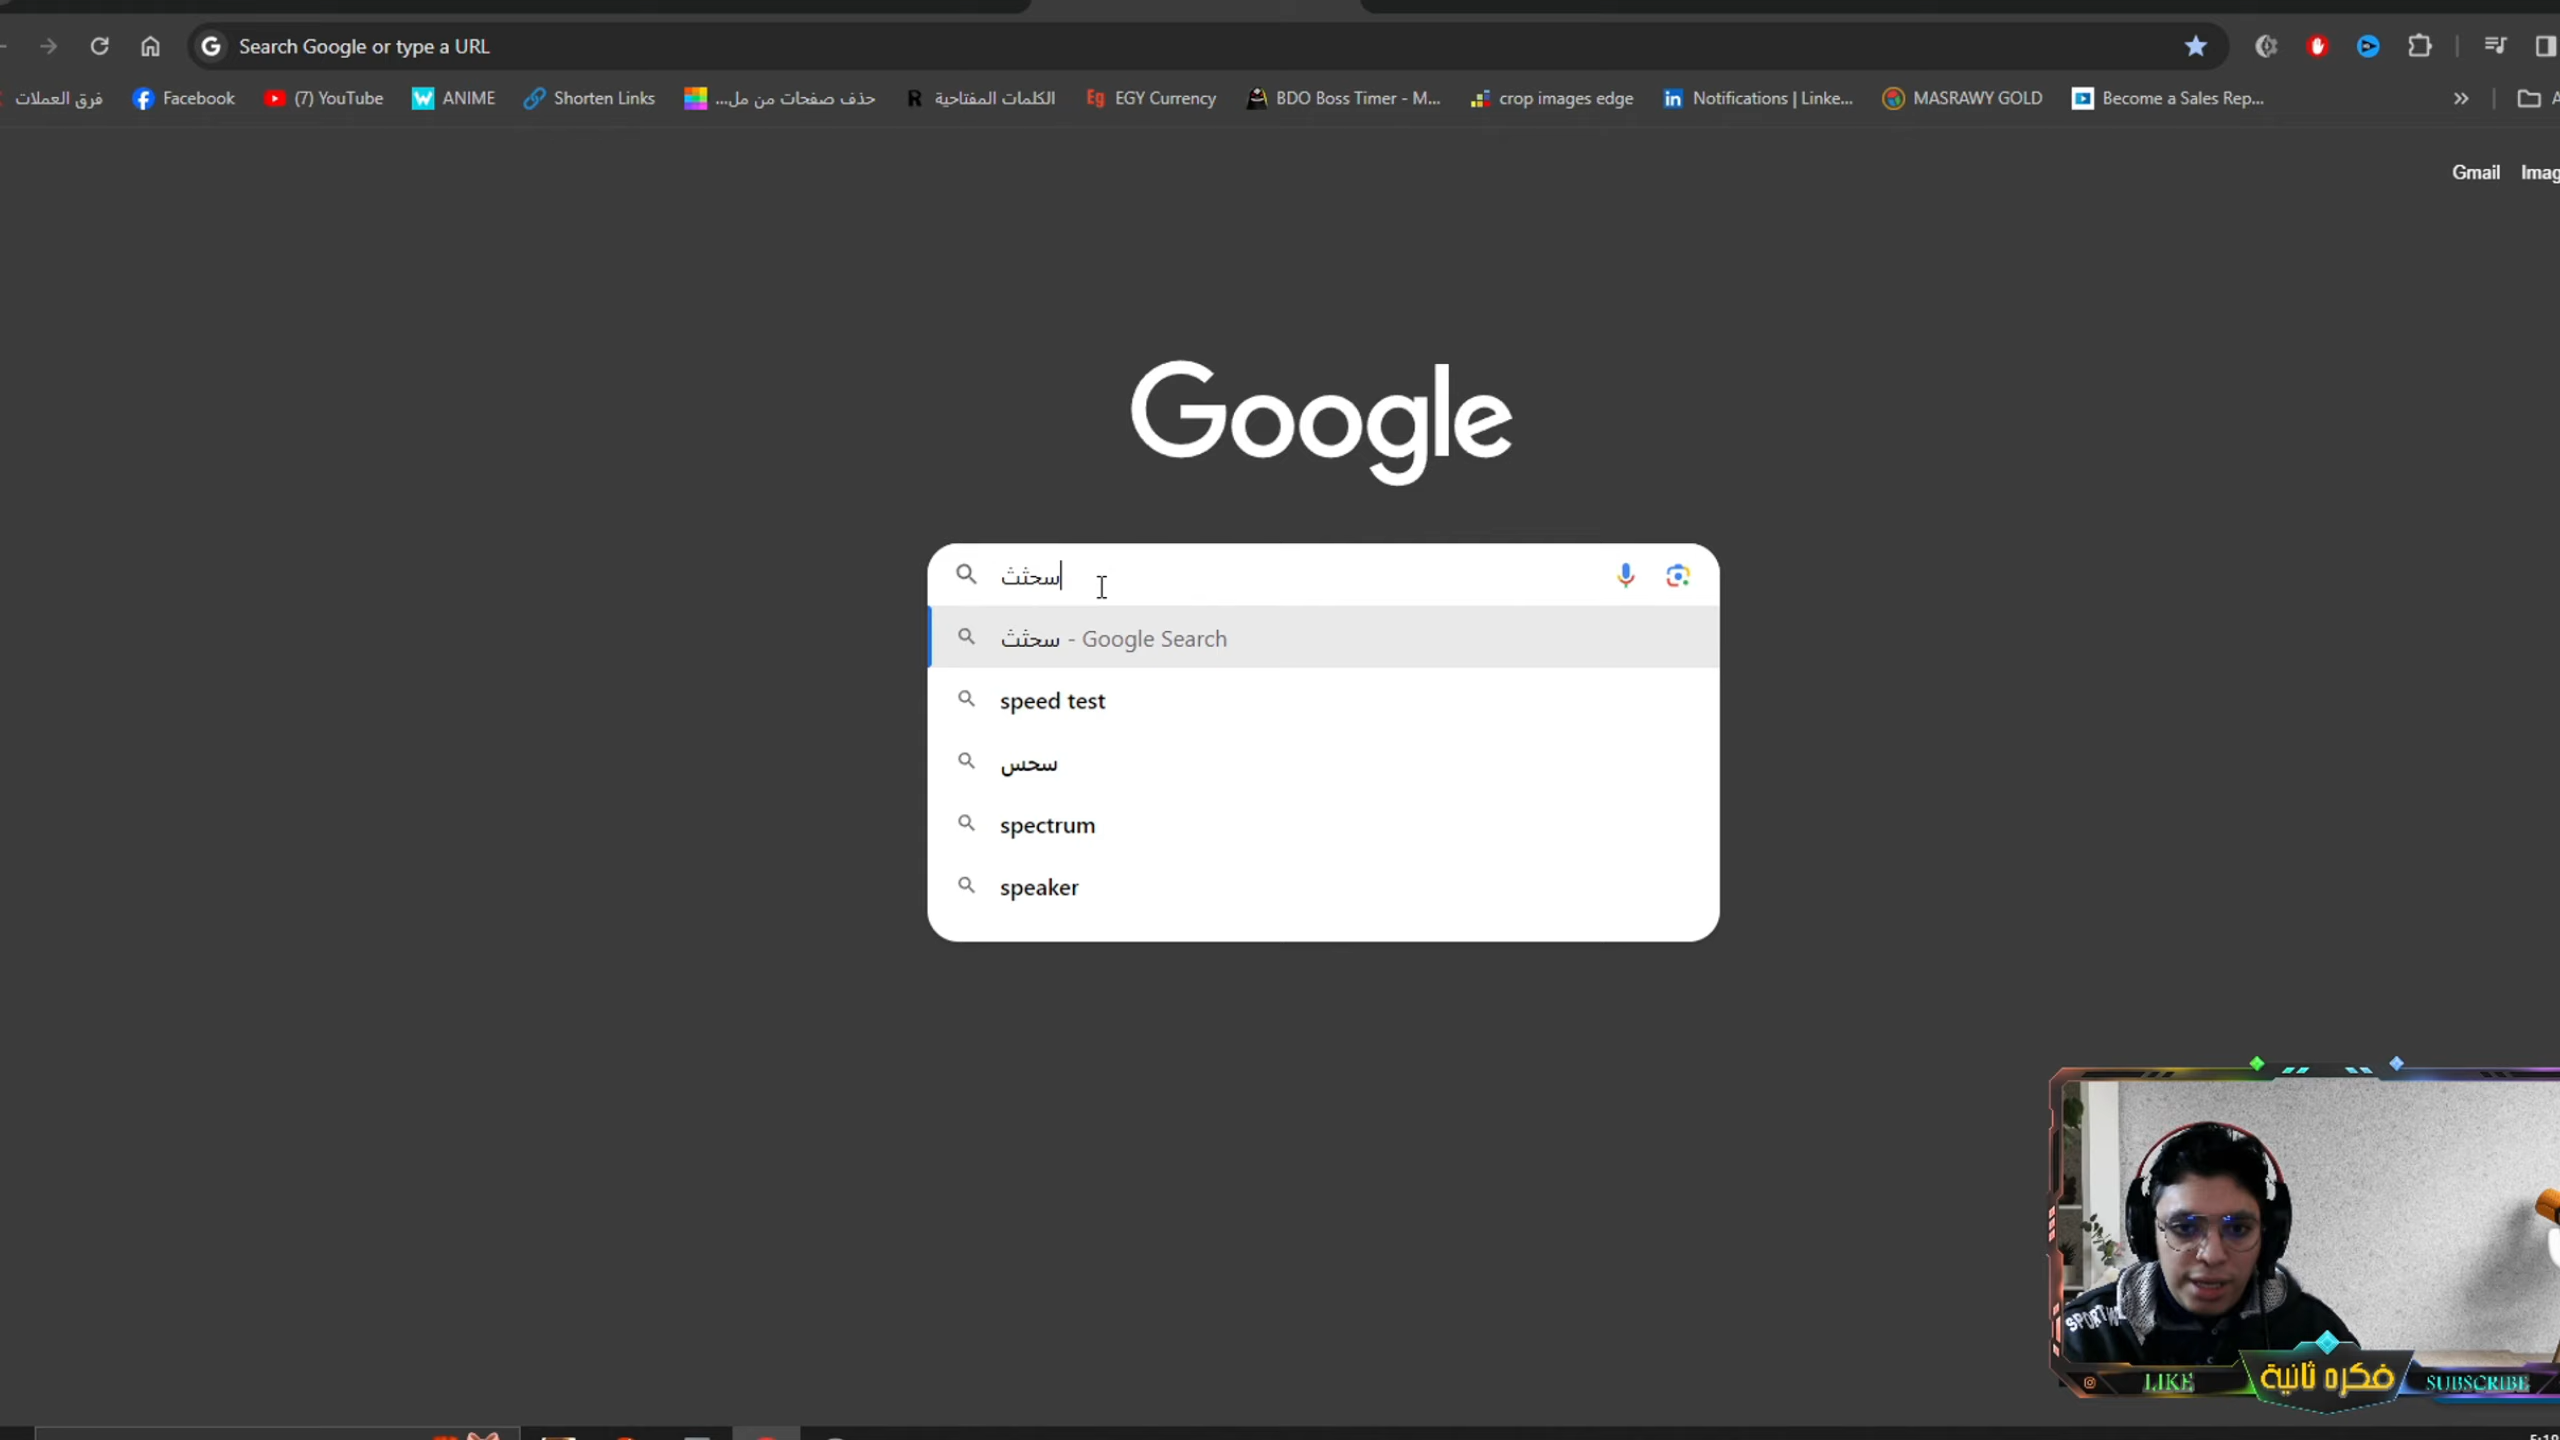 Search Google or type a URL
فرق العملات
Facebook
(7) YouTube
ANIME
Shorten Links
حذف صفحات من مل...
الكلمات المفتاحية
EGY Currency
BDO Boss Timer - M...
crop images edge
Notifications | Linke...
MASRAWY GOLD
Become a Sales Rep...
Gmail
Imag
Google
سحثث
سحثث - Google Search
speed test
سحس
spectrum
speaker
LIKE
فكره ثانية
SUBSCRIBE